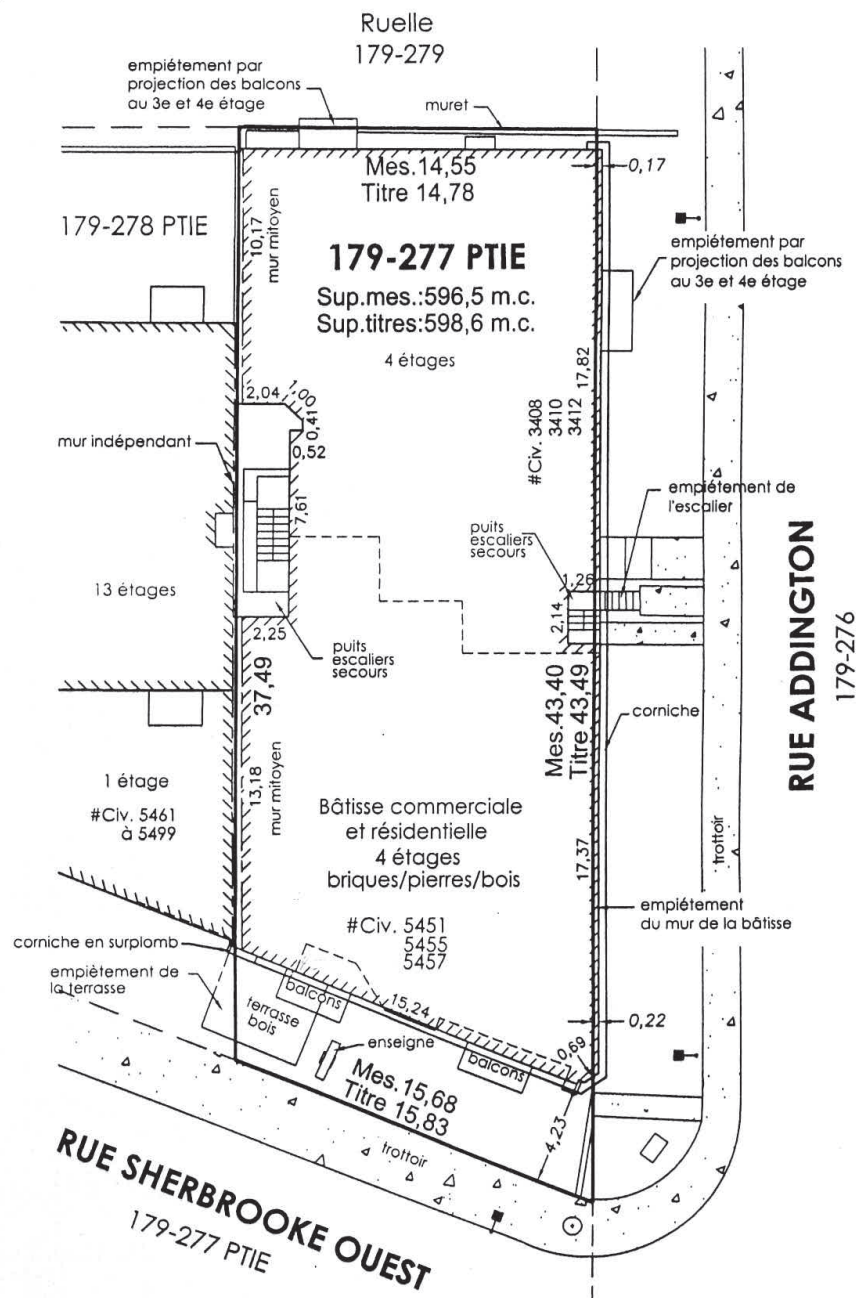 Ruelle
179-279
empiétement par
projection des balcons
au 3e et 4e étage
muret
Mes.14,55
Titre 14,78
0,17
179-278 PTIE
10,17
mur mitoyen
179-277 PTIE
Sup.mes.:596,5 m.c.
Sup.titres:598,6 m.c.
4 étages
empiétement par
projection des balcons
au 3e et 4e étage
17,82
2,04
1,00
0,41
0,52
#Civ. 3408
3410
3412
mur indépendant
7,61
empiétement de
l'escalier
puits
escaliers
secours
1,26
2,14
13 étages
2,25
puits
escaliers
secours
37,49
Mes.43,40
Titre 43,49
corniche
RUE ADDINGTON
179-276
1 étage
#Civ. 5461
à 5499
13,18
mur mitoyen
Bâtisse commerciale
et résidentielle
4 étages
briques/pierres/bois
#Civ. 5451
5455
5457
17,37
trottoir
empiétement
du mur de la bâtisse
corniche en surplomb
empiètement de
la terrasse
terrasse
bois
balcons
15,24
enseigne
balcons
0,69
0,22
Mes.15,68
Titre 15,83
4,23
trottoir
RUE SHERBROOKE OUEST
179-277 PTIE